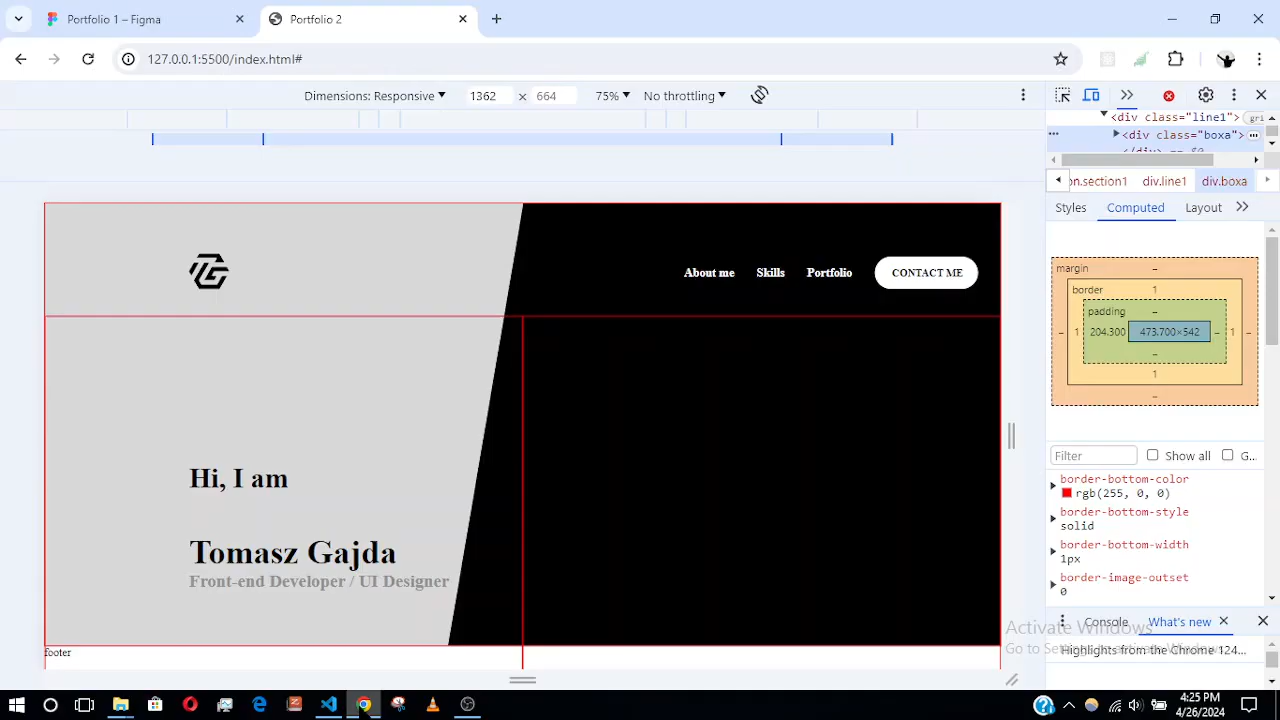 Portfolio 1 – Figma
Portfolio 2
127.0.0.1:5500/index.html#
Dimensions: Responsive
1362
×
664
75%
No throttling
<div class="line1">
gri
<div class="boxa">
on.section1
div.line1
div.boxa
Styles
Computed
Layout
About me
Skills
Portfolio
CONTACT ME
margin
–
border
1
padding
–
–
1
204.300
473.700×542
–
1
–
–
1
–
Filter
Show all
G...
border-bottom-color
rgb(255, 0, 0)
border-bottom-style
solid
border-bottom-width
1px
border-image-outset
0
Hi, I am
Tomasz Gajda
Front-end Developer / UI Designer
footer
Console
What's new
Activate Windows
Highlights from the Chrome 124...
4:25 PM
4/26/2024